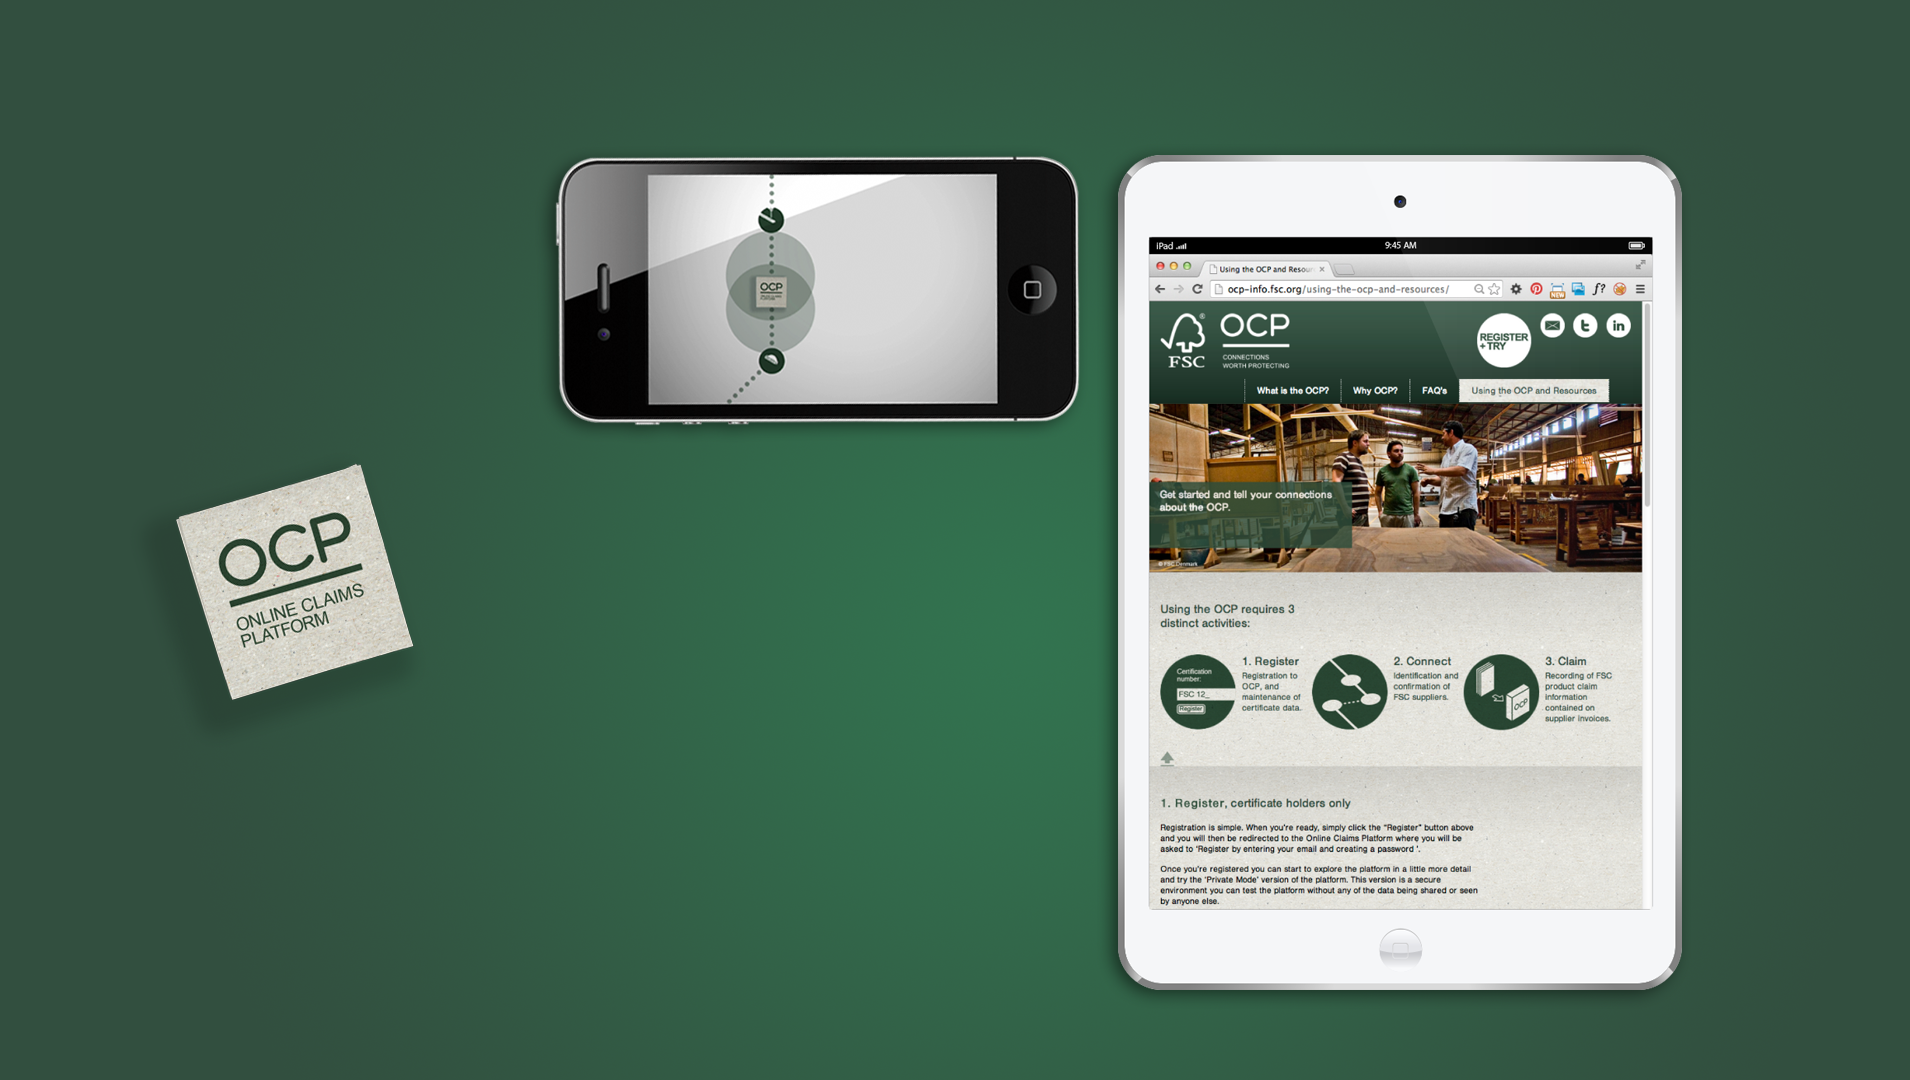 OCP
ONLINE CLAIMS
PLATFORM
OCP
ONLINE CLAIMS
PLATFORM
iPad
9:45 AM
Using the OCP and Resour
ocp-info.fsc.org/using-the-ocp-and-resources/
f?
NEW
FSC
®
OCP
CONNECTIONS
WORTH PROTECTING
REGISTER
+ TRY
t
in
What is the OCP?
Why OCP?
FAQ's
Using the OCP and Resources
Get started and tell your connections
about the OCP.
© FSC Denmark
Using the OCP requires 3
distinct activities:
Certification
number:
FSC 12_
Register
1. Register
Registration to
OCP, and
maintenance of
certificate data.
2. Connect
Identification and
confirmation of
FSC suppliers.
OCP
3. Claim
Recording of FSC
product claim
information
contained on
supplier invoices.
1. Register, certificate holders only
Registration is simple. When you're ready, simply click the "Register" button above
and you will then be redirected to the Online Claims Platform where you will be
asked to 'Register by entering your email and creating a password '.
Once you're registered you can start to explore the platform in a little more detail
and try the 'Private Mode' version of the platform. This version is a secure
environment you can test the platform without any of the data being shared or seen
by anyone else.